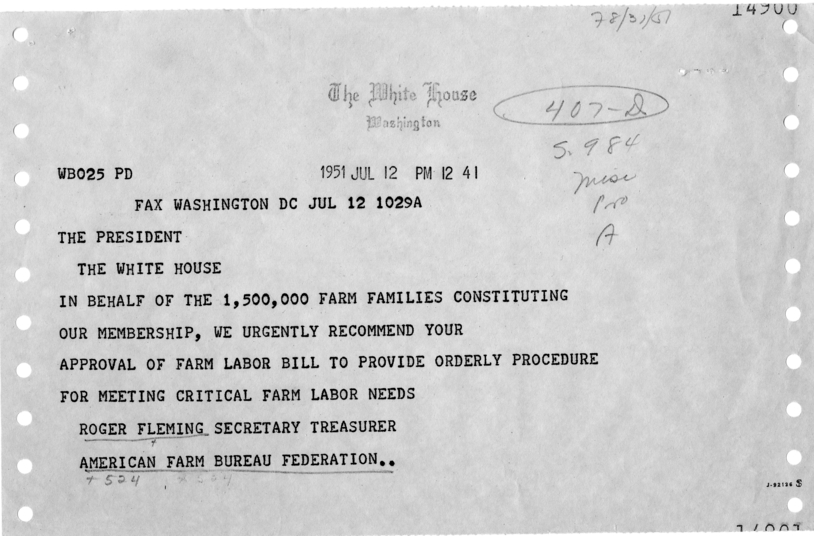 14900
78/31/51
The White House
Washington
407-D
S. 984
WB025 PD
1951 JUL 12 PM 12 41
Pro
A
FAX WASHINGTON DC JUL 12 1029A
THE PRESIDENT
THE WHITE HOUSE
IN BEHALF OF THE 1,500,000 FARM FAMILIES CONSTITUTING
OUR MEMBERSHIP, WE URGENTLY RECOMMEND YOUR
APPROVAL OF FARM LABOR BILL TO PROVIDE ORDERLY PROCEDURE
FOR MEETING CRITICAL FARM LABOR NEEDS
ROGER FLEMING SECRETARY TREASURER
AMERICAN FARM BUREAU FEDERATION..
+524
14901